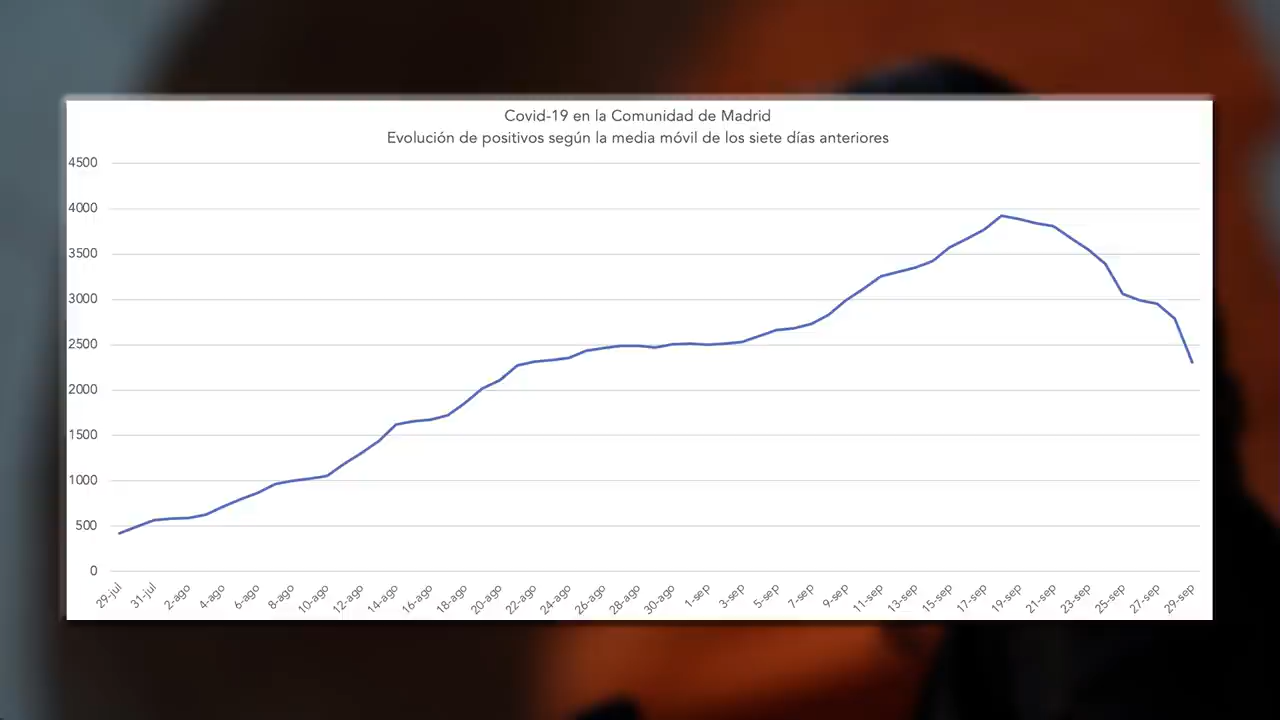 Covid-19 en la Comunidad de Madrid
Evolución de positivos según la media móvil de los siete días anteriores
4500
4000
3500
3000
2500
2000
1500
1000
500
0
29-jul
31-jul
2-ago
4-ago
6-ago
8-ago
10-ago
12-ago
14-ago
16-ago
18-ago
20-ago
22-ago
24-ago
26-ago
28-ago
30-ago
1-sep
3-sep
5-sep
7-sep
9-sep
11-sep
13-sep
15-sep
17-sep
19-sep
21-sep
23-sep
25-sep
27-sep
29-sep